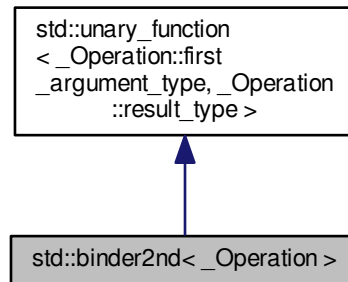 std::unary_function
< _Operation::first
_argument_type, _Operation
::result_type >
std::binder2nd< _Operation >